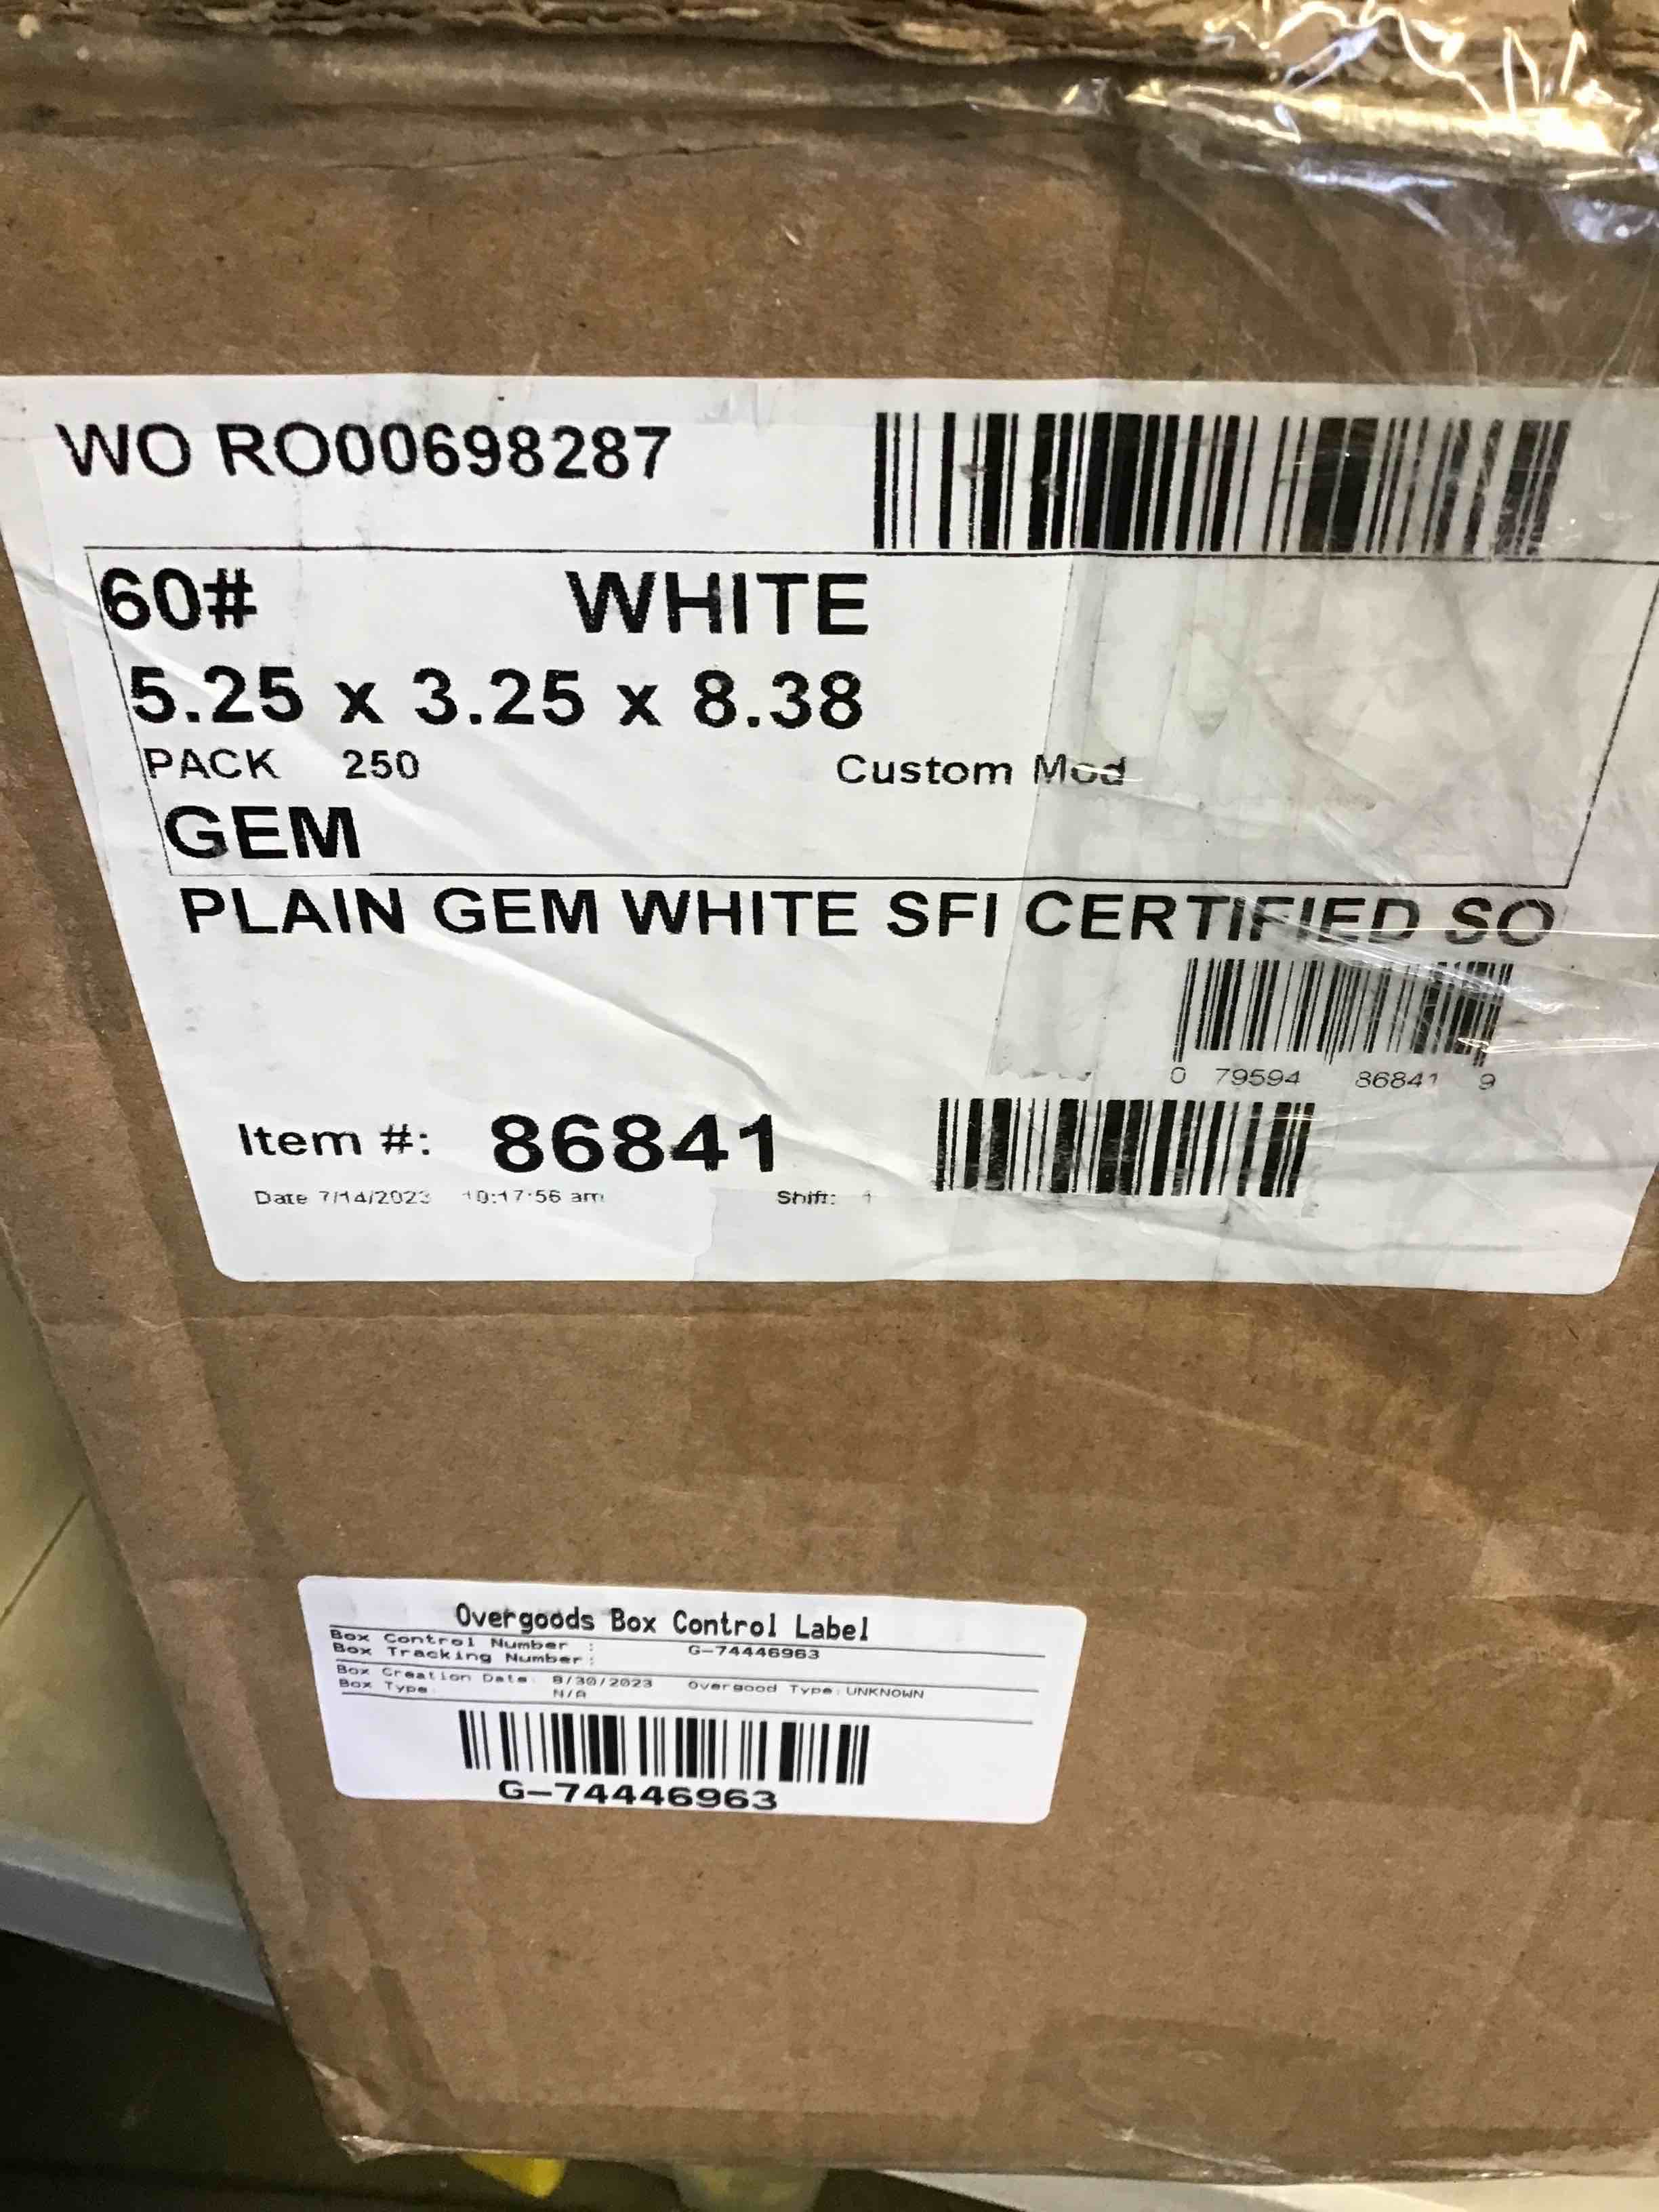 WO RO00698287
60# WHITE
5.25 x 3.25 x 8.38
PACK 250 Custom Mod
GEM
PLAIN GEM WHITE SFI CERTIFIED SO
0 79594 86841 9
Item #: 86841
Date 7/14/2023 10:17:56 am Shift: 1
Overgoods Box Control Label
Box Control Number : G-74446963
Box Tracking Number:
Box Creation Date: 8/30/2023 Overgood Type: UNKNOWN
Box Type: N/A
G-74446963